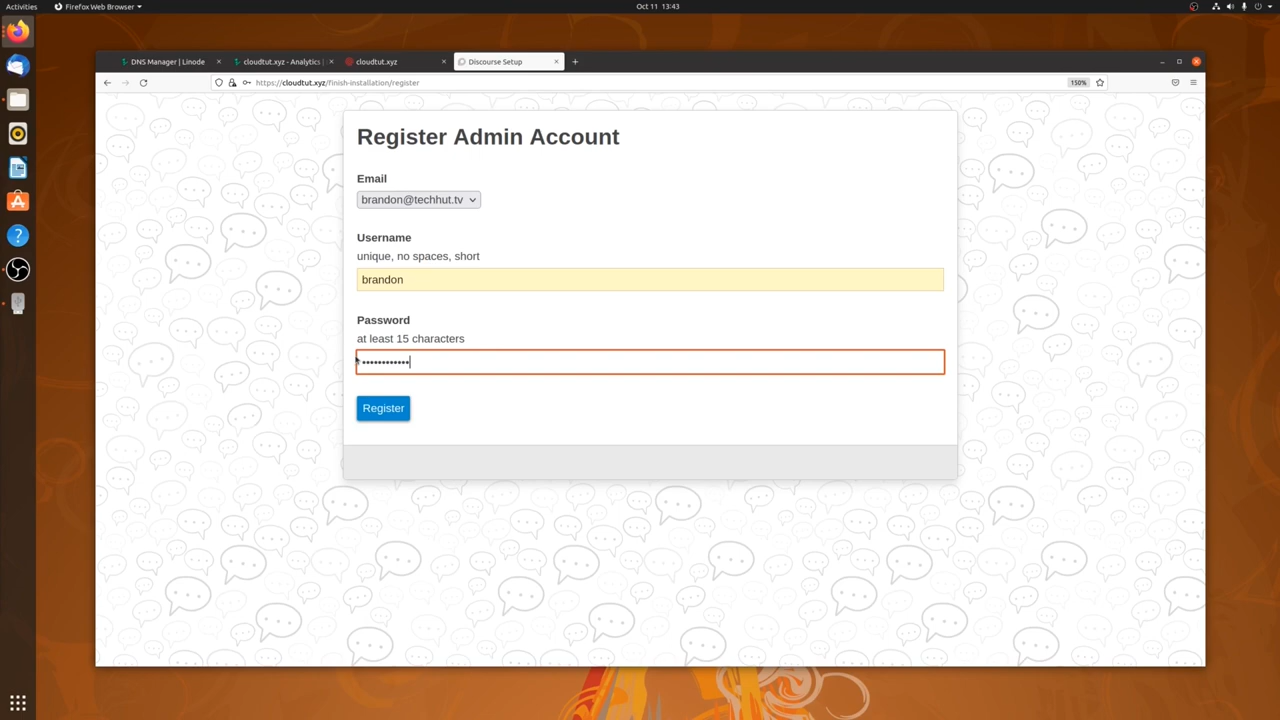 Activities
Firefox Web Browser
Oct 11 13:43
DNS Manager | Linode
cloudtut.xyz - Analytics |
cloudtut.xyz
Discourse Setup
https://cloudtut.xyz/finish-installation/register
150%
Register Admin Account
Email
brandon@techhut.tv
Username
unique, no spaces, short
brandon
Password
at least 15 characters
••••••••••••
Register